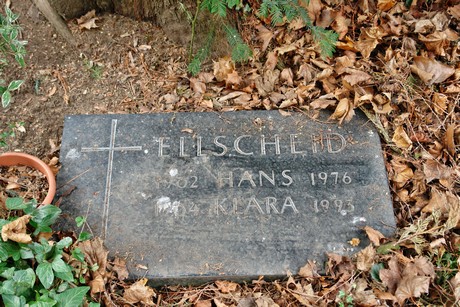 ELLSCHEID
HANS 1976
KLARA 1993